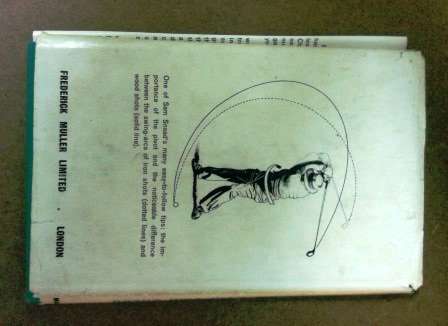 One of Sam Snead's many easy-to-follow tips: the im-
portance of the pivot and the noticeable difference
between the swing-arcs of iron shots (dotted lines) and
wood shots (solid line).
FREDERICK MULLER LIMITED · LONDON